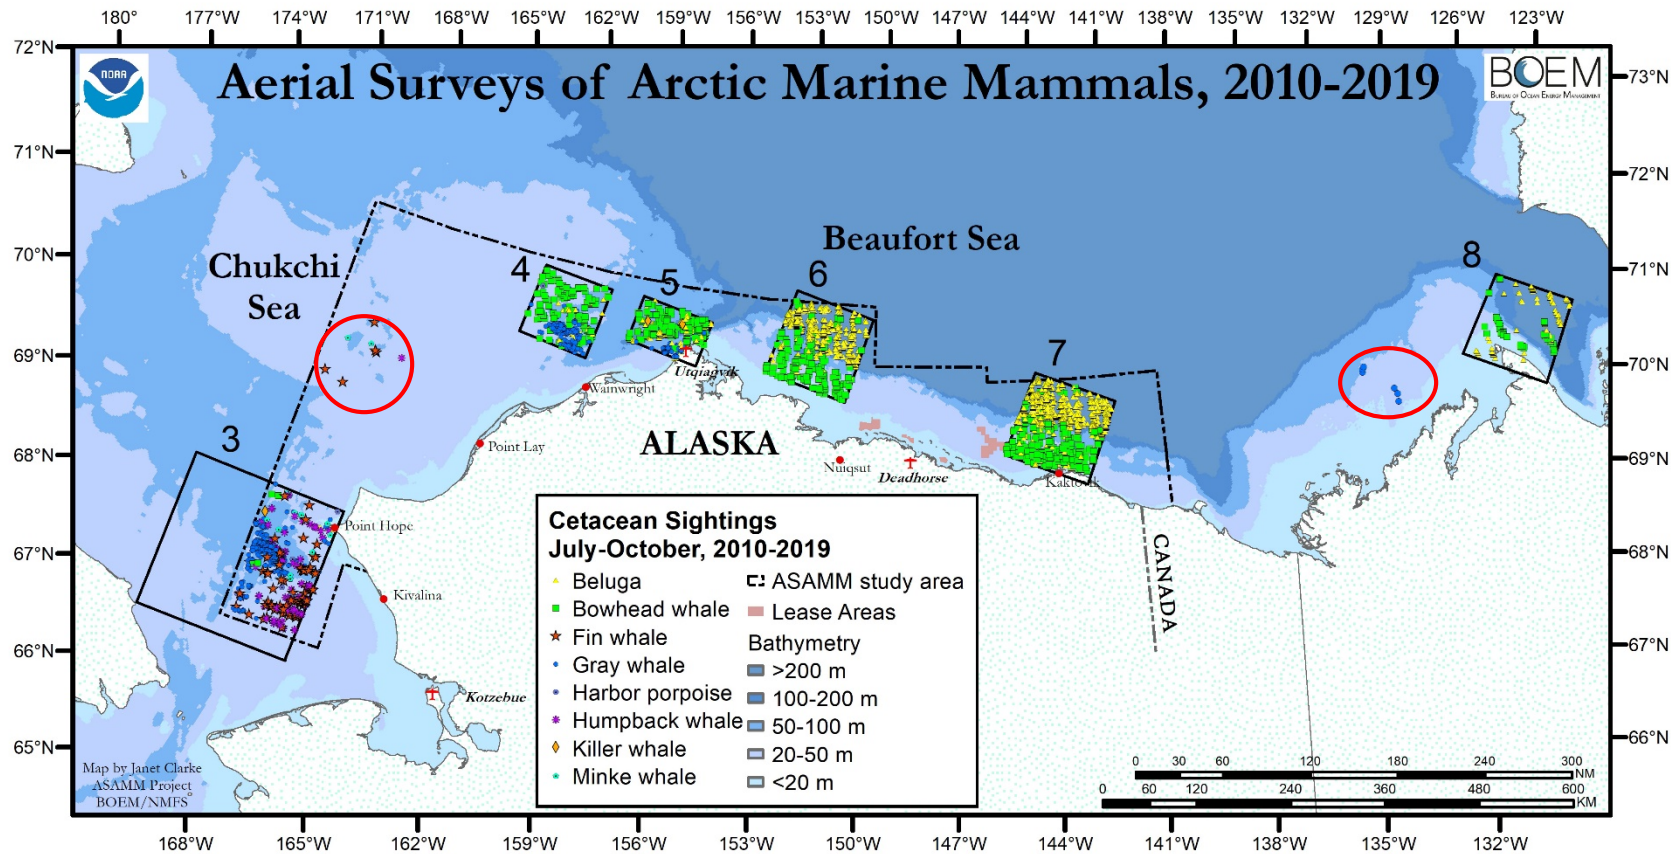 180° 177°W 174°W 171°W 168°W 165°W 162°W 159°W 156°W 153°W 150°W 147°W 144°W 141°W 138°W 135°W 132°W 129°W 126°W 123°W
72°N
73°N
NOAA
Aerial Surveys of Arctic Marine Mammals, 2010-2019
BOEM
BUREAU OF OCEAN ENERGY MANAGEMENT
71°N
72°N
70°N
71°N
Chukchi
Sea
Beaufort Sea
4
5
6
8
69°N
70°N
7
Utqiaġvik
Wainwright
3
Point Lay
ALASKA
68°N
69°N
Nuiqsut
Deadhorse
Kaktovik
Point Hope
67°N
68°N
CANADA
Kivalina
66°N
67°N
Kotzebue
65°N
66°N
Cetacean Sightings
July-October, 2010-2019
Beluga
Bowhead whale
Fin whale
Gray whale
Harbor porpoise
Humpback whale
Killer whale
Minke whale
ASAMM study area
Lease Areas
Bathymetry
>200 m
100-200 m
50-100 m
20-50 m
<20 m
Map by Janet Clarke
ASAMM Project
BOEM/NMFS
0 30 60 120 180 240 300 NM
0 60 120 240 360 480 600 KM
168°W 165°W 162°W 159°W 156°W 153°W 150°W 147°W 144°W 141°W 138°W 135°W 132°W